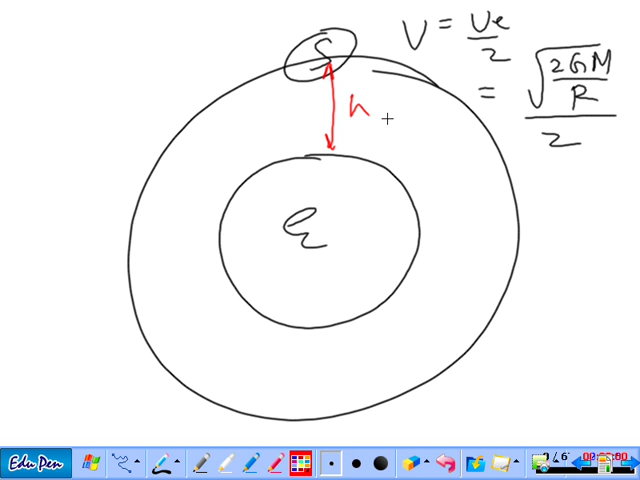 S
V = Ve/2
= √(2GM/R)/2
h
e
Edu Pen